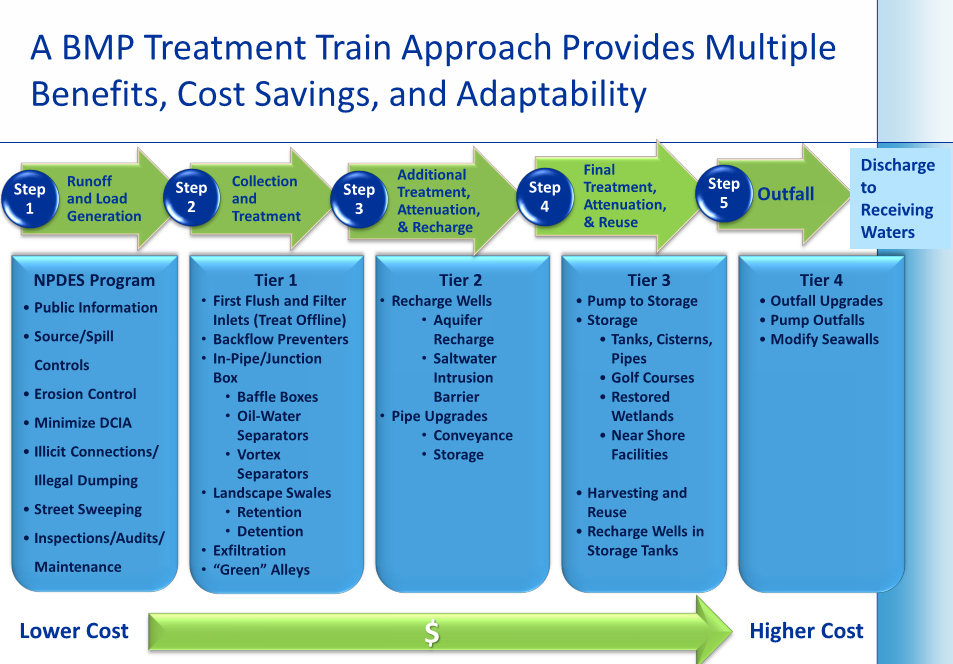 A BMP Treatment Train Approach Provides Multiple
Benefits, Cost Savings, and Adaptability
Step
1
Runoff
and Load
Generation
Step
2
Collection
and
Treatment
Step
3
Additional
Treatment,
Attenuation,
& Recharge
Step
4
Final
Treatment,
Attenuation,
& Reuse
Step
5
Outfall
Discharge
to
Receiving
Waters
NPDES Program
• Public Information
• Source/Spill
Controls
• Erosion Control
• Minimize DCIA
• Illicit Connections/
Illegal Dumping
• Street Sweeping
• Inspections/Audits/
Maintenance
Tier 1
• First Flush and Filter
Inlets (Treat Offline)
• Backflow Preventers
• In-Pipe/Junction
Box
• Baffle Boxes
• Oil-Water
Separators
• Vortex
Separators
• Landscape Swales
• Retention
• Detention
• Exfiltration
• “Green” Alleys
Tier 2
• Recharge Wells
• Aquifer
Recharge
• Saltwater
Intrusion
Barrier
• Pipe Upgrades
• Conveyance
• Storage
Tier 3
• Pump to Storage
• Storage
• Tanks, Cisterns,
Pipes
• Golf Courses
• Restored
Wetlands
• Near Shore
Facilities
• Harvesting and
Reuse
• Recharge Wells in
Storage Tanks
Tier 4
• Outfall Upgrades
• Pump Outfalls
• Modify Seawalls
Lower Cost
$
Higher Cost